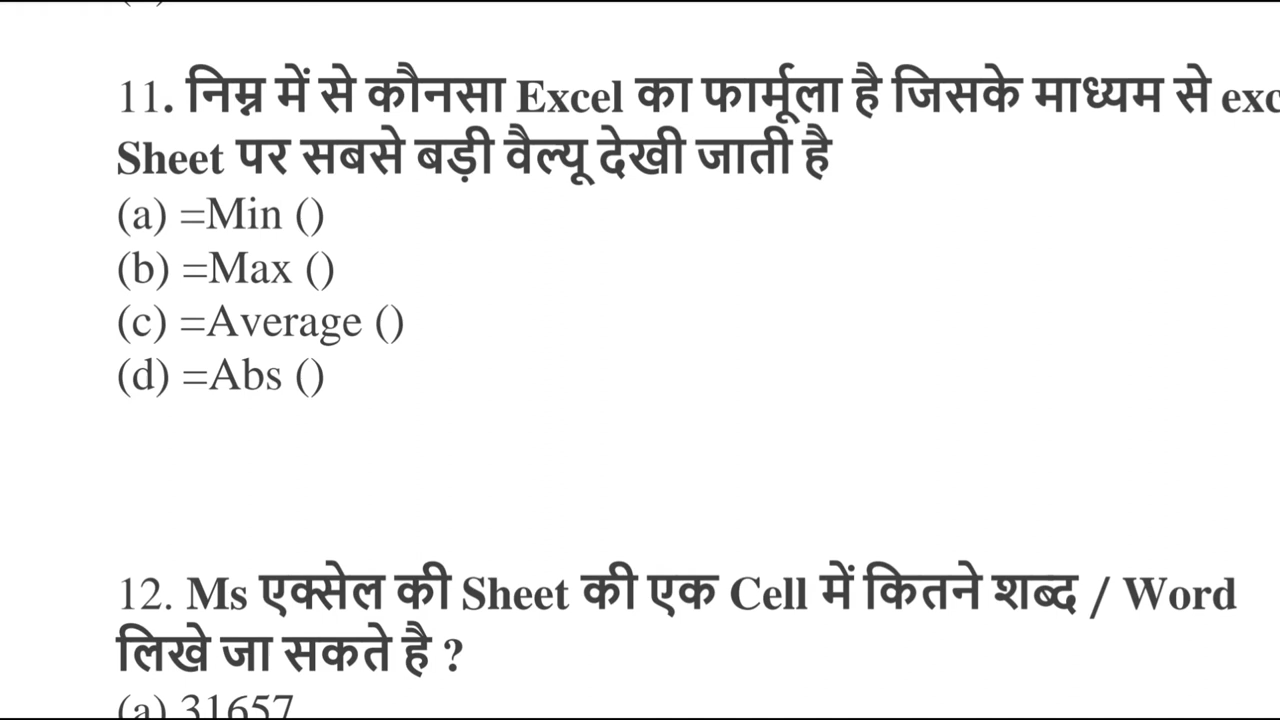 11. निम्न में से कौनसा Excel का फार्मूला है जिसके माध्यम से exc
Sheet पर सबसे बड़ी वैल्यू देखी जाती है
(a) =Min ()
(b) =Max ()
(c) =Average ()
(d) =Abs ()
12. Ms एक्सेल की Sheet की एक Cell में कितने शब्द / Word
लिखे जा सकते है ?
(a) 31657